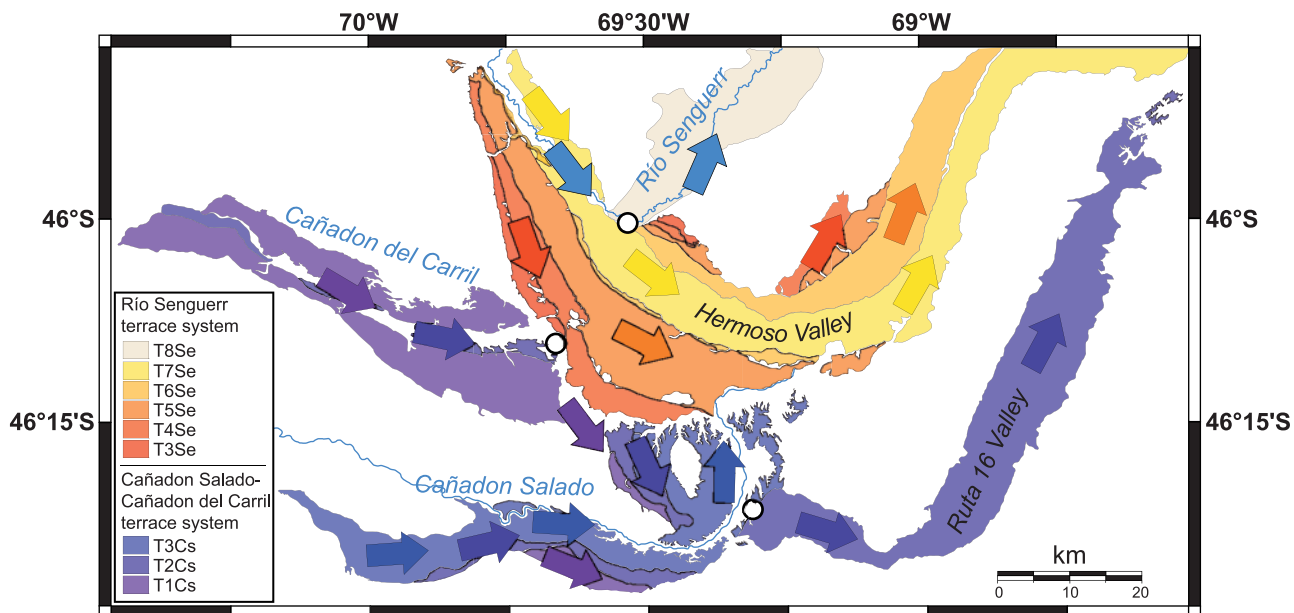 70°W
69°30'W
69°W
Río Senguerr
46°S
46°S
Cañadon del Carril
Hermoso Valley
Río Senguerr
terrace system
T8Se
T7Se
T6Se
T5Se
T4Se
T3Se
Cañadon Salado-
Cañadon del Carril
terrace system
T3Cs
T2Cs
T1Cs
46°15'S
46°15'S
Cañadon Salado
Ruta 16 Valley
km
0 10 20